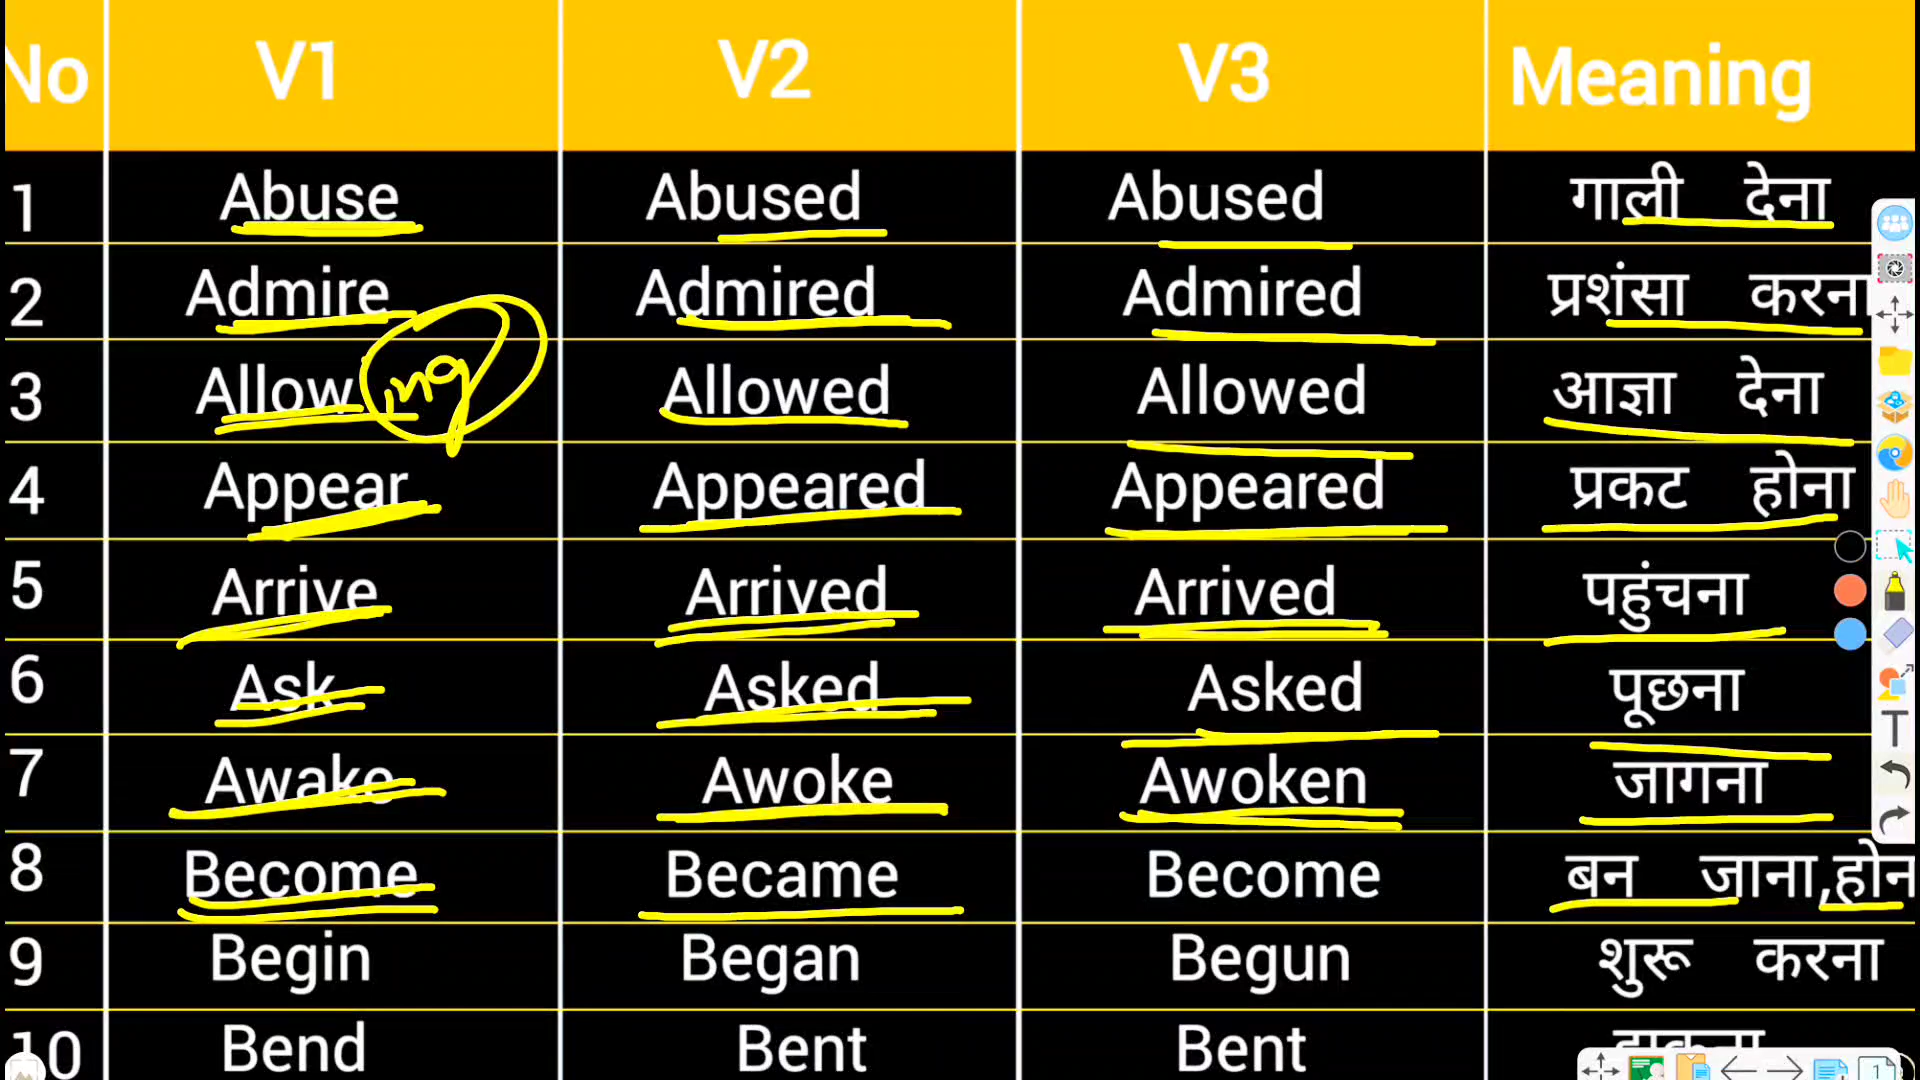 No V1 V2 V3 Meaning
1 Abuse Abused Abused गाली देना
2 Admire Admired Admired प्रशंसा करना
3 Allow ing Allowed Allowed आज्ञा देना
4 Appear Appeared Appeared प्रकट होना
5 Arrive Arrived Arrived पहुंचना
6 Ask Asked Asked पूछना
7 Awake Awoke Awoken जागना
8 Become Became Become बन जाना,होन
9 Begin Began Begun शुरू करना
10 Bend Bent Bent
T
1